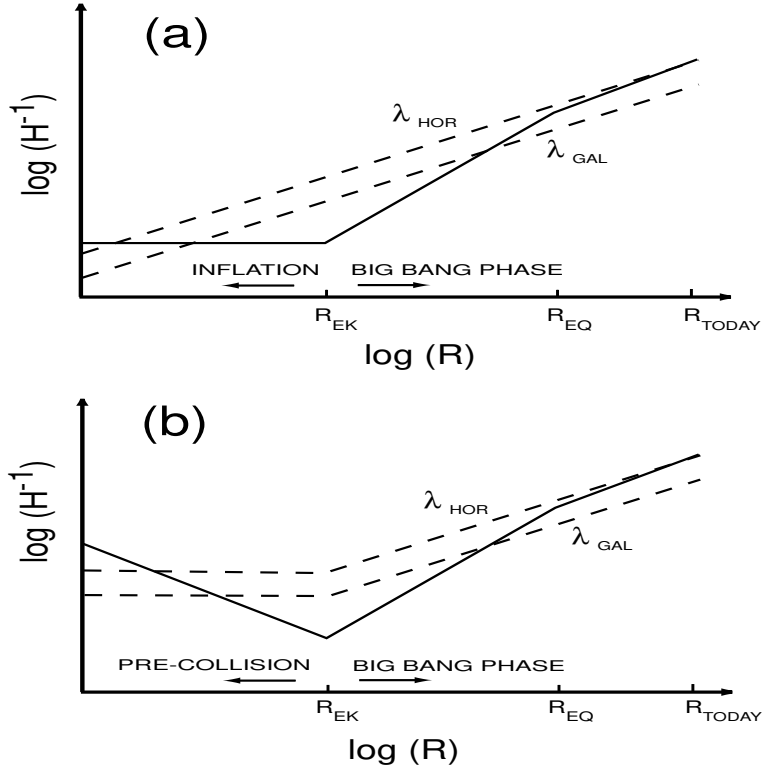 (a)
log (H⁻¹)
λ HOR
λ GAL
INFLATION BIG BANG PHASE
R_EK R_EQ R_TODAY
log (R)
(b)
log (H⁻¹)
λ HOR
λ GAL
PRE-COLLISION BIG BANG PHASE
R_EK R_EQ R_TODAY
log (R)